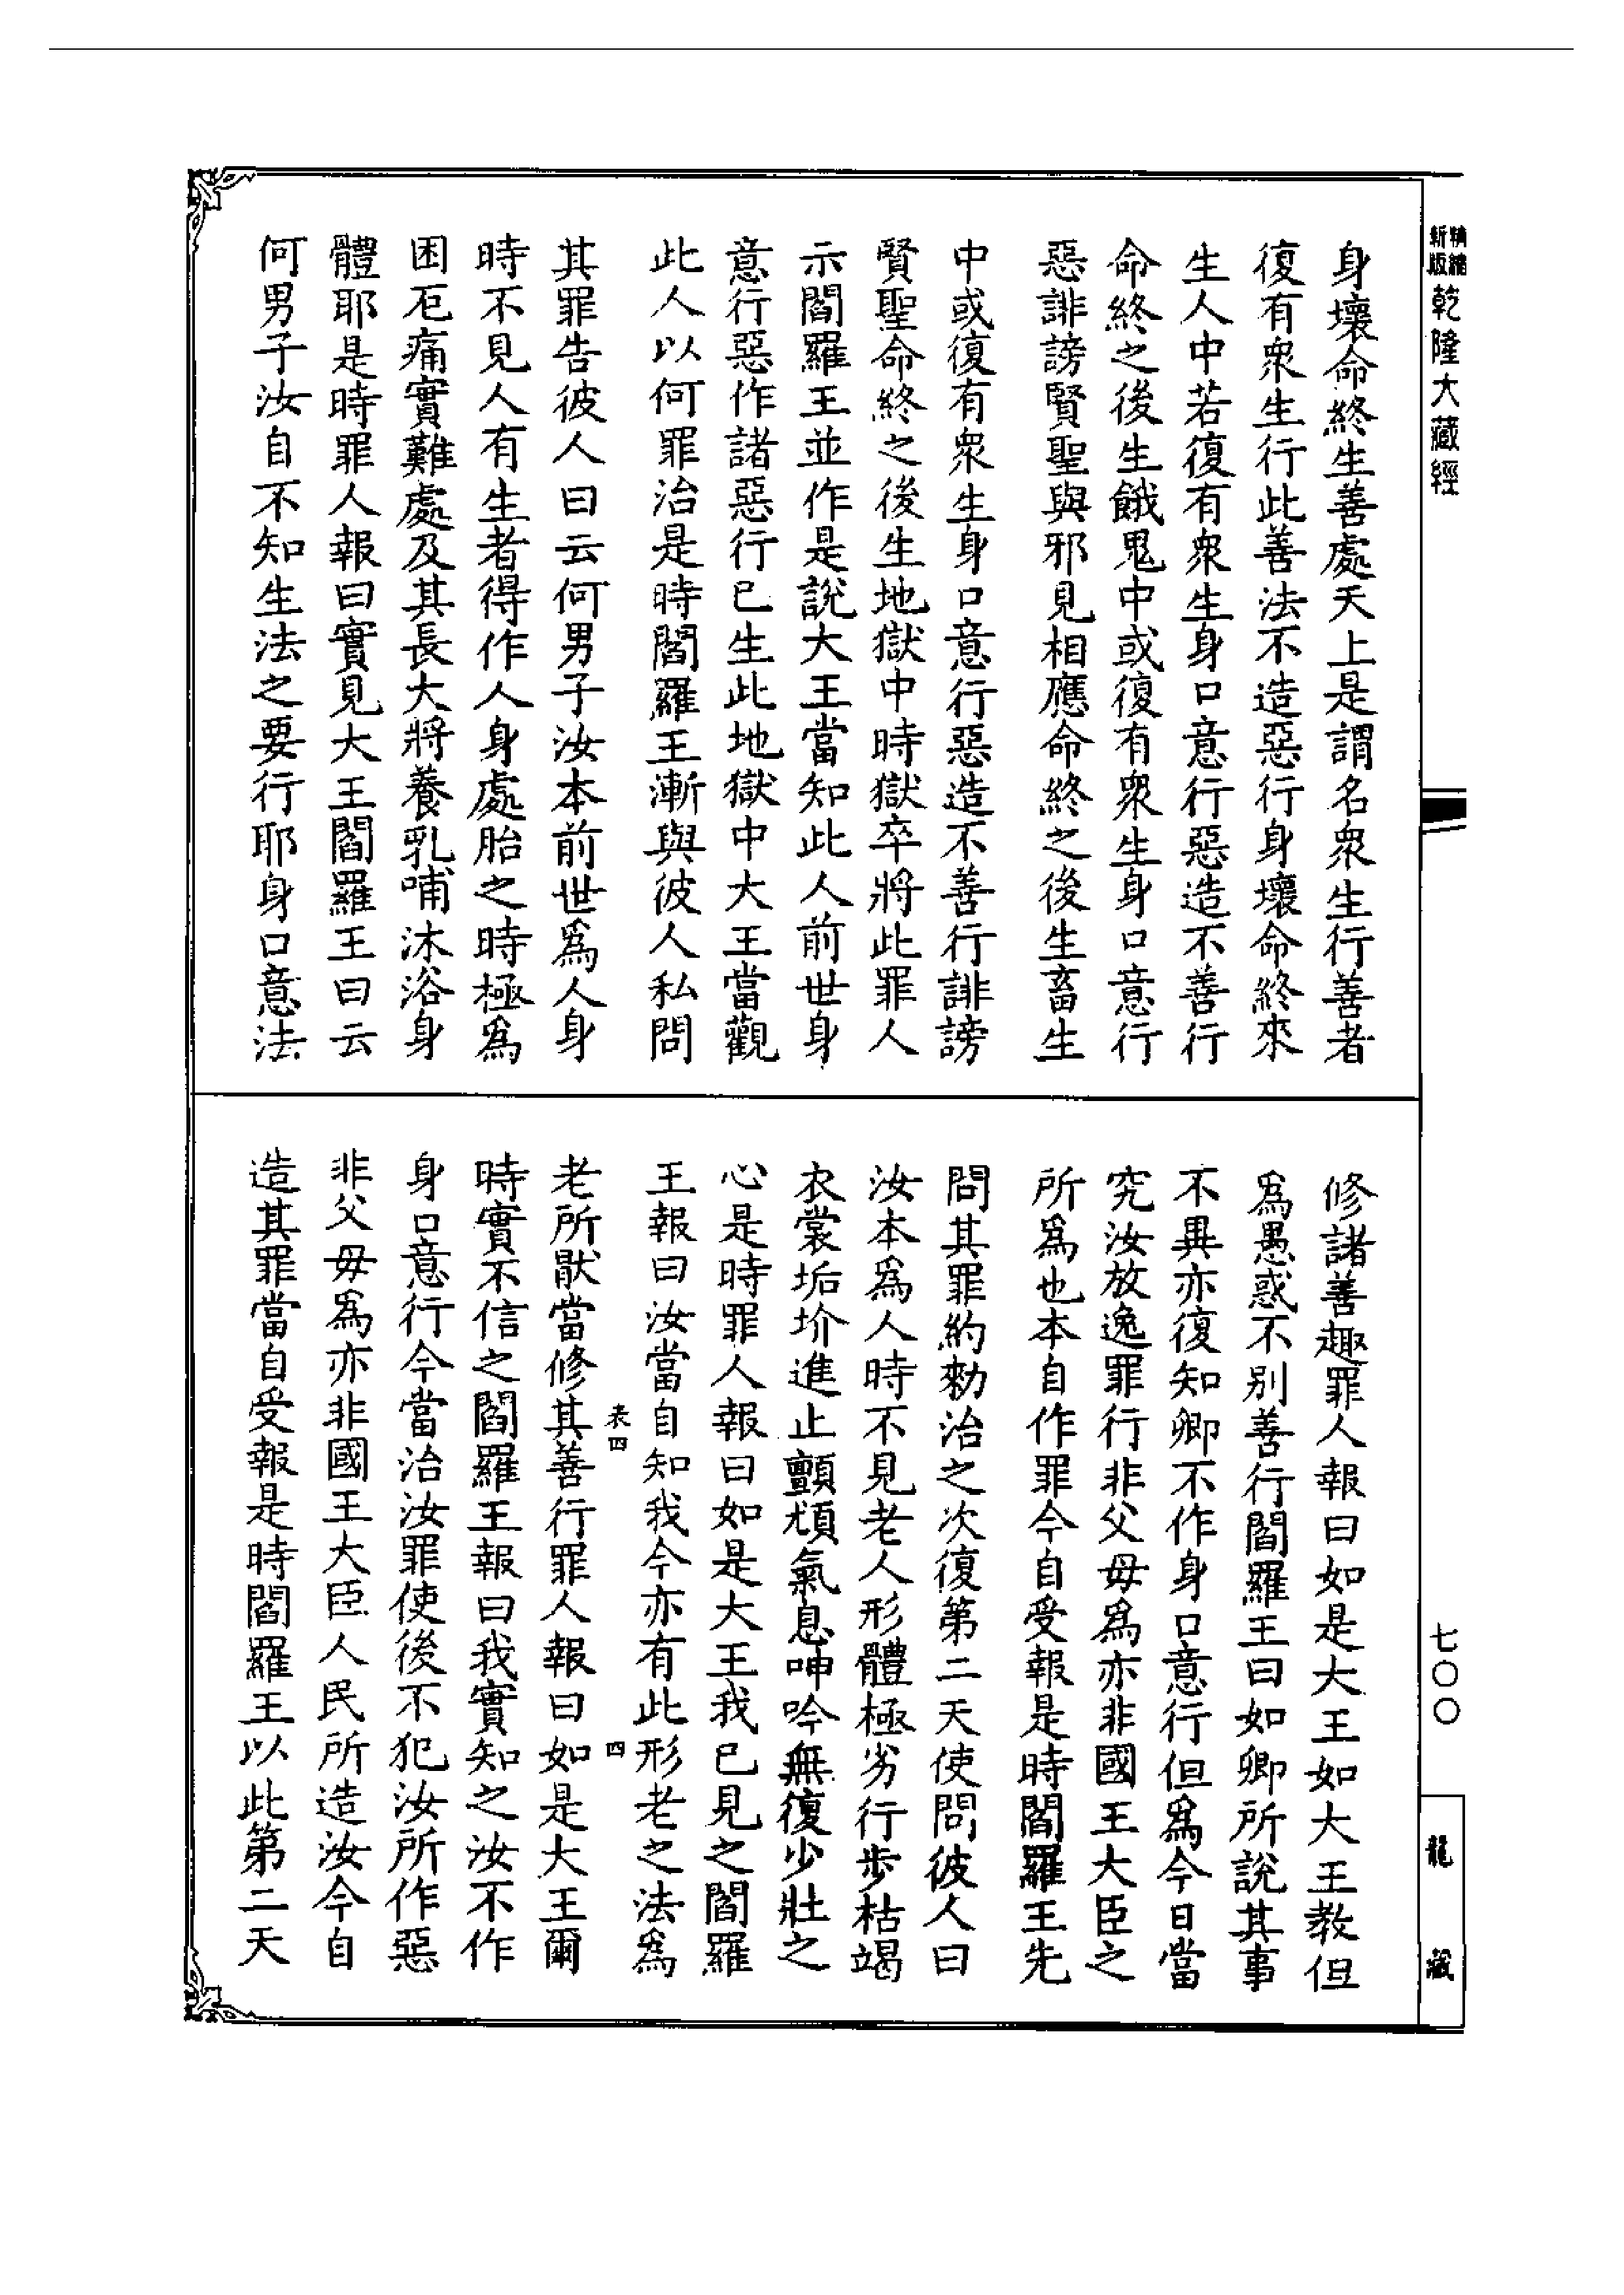 精縮新版乾隆大藏經
身壞命終生善處天上是謂名衆生行善者
復有衆生行此善法不造惡行身壞命終來
生人中若復有衆生身口意行惡造不善行
命終之後生餓鬼中或復有衆生身口意行
惡誹謗賢聖與邪見相應命終之後生畜生
中或復有衆生身口意行惡造不善行誹謗
賢聖命終之後生地獄中時獄卒將此罪人
示閻羅王並作是說大王當知此人前世身
意行惡作諸惡行已生此地獄中大王當觀
此人以何罪治是時閻羅王漸與彼人私問
其罪告彼人曰云何男子汝本前世爲人身
時不見人有生者得作人身處胎之時極爲
困厄痛實難處及其長大將養乳哺沐浴身
體耶是時罪人報曰實見大王閻羅王曰云
何男子汝自不知生法之要行耶身口意法
修諸善趣罪人報曰如是大王如大王教但
爲愚惑不別善行閻羅王曰如卿所說其事
不異亦復知卿不作身口意行但爲今日當
究汝放逸罪行非父母爲亦非國王大臣之
所爲也本自作罪今自受報是時閻羅王先
問其罪約勑治之次復第二天使問彼人曰
汝本爲人時不見老人形體極劣行步枯竭
衣裳垢圿進止顫頄氣息呻吟無復少壯之
心是時罪人報曰如是大王我已見之閻羅
王報曰汝當自知我今亦有此形老之法爲
老所猒當修其善行罪人報曰如是大王爾
時實不信之閻羅王報曰我實知之汝不作
身口意行今當治汝罪使後不犯汝所作惡
非父母爲亦非國王大臣人民所造汝今自
造其罪當自受報是時閻羅王以此第二天
表四
四
七〇〇
龍藏